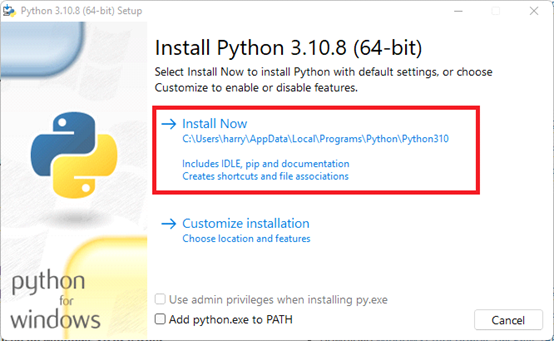 Python 3.10.8 (64-bit) Setup
Install Python 3.10.8 (64-bit)
Select Install Now to install Python with default settings, or choose
Customize to enable or disable features.
Install Now
C:\Users\harry\AppData\Local\Programs\Python\Python310
Includes IDLE, pip and documentation
Creates shortcuts and file associations
Customize installation
Choose location and features
python
for
windows
Use admin privileges when installing py.exe
Add python.exe to PATH
Cancel